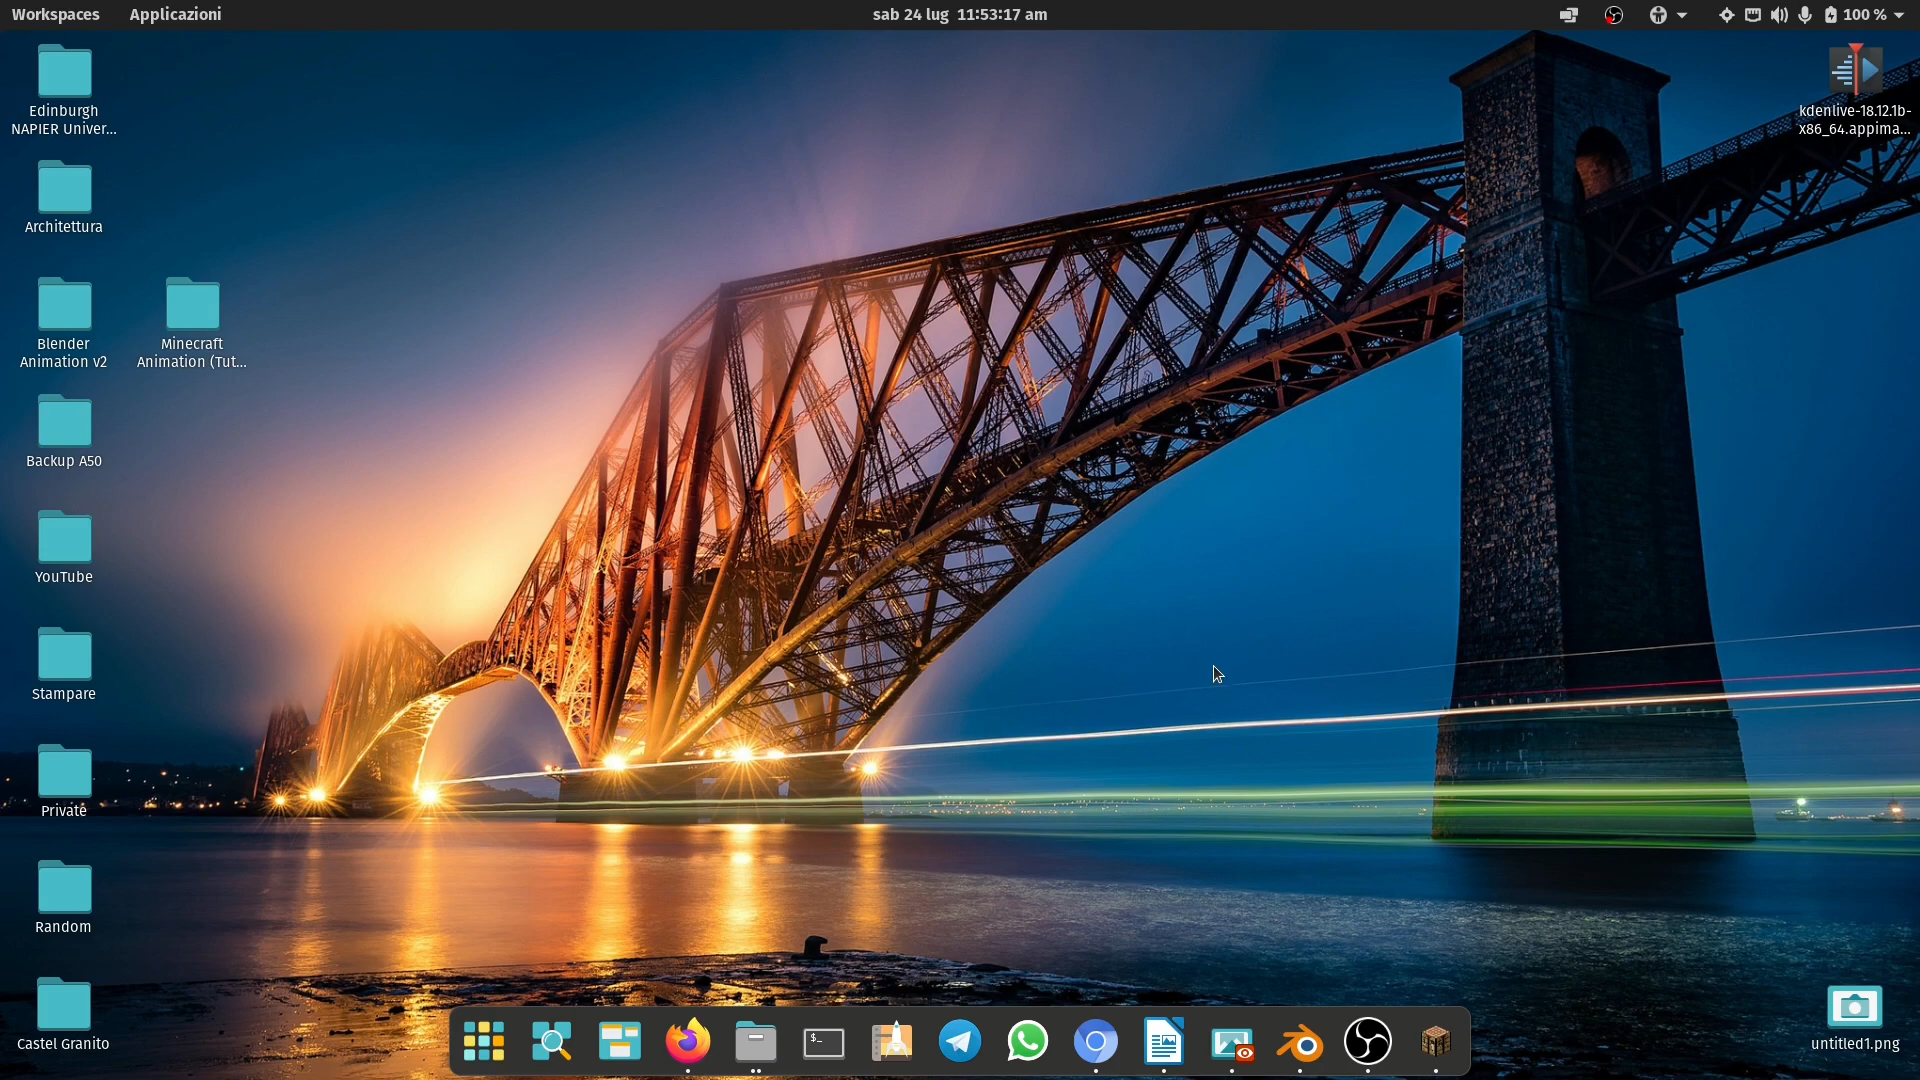 Workspaces Applicazioni sab 24 lug 11:53:17 am 100 %
Edinburgh
NAPIER Univer...
kdenlive-18.12.1b-
x86_64.appima...
Architettura
Blender
Animation v2
Minecraft
Animation (Tut...
Backup A50
YouTube
Stampare
Private
Random
Castel Granito
untitled1.png
$_